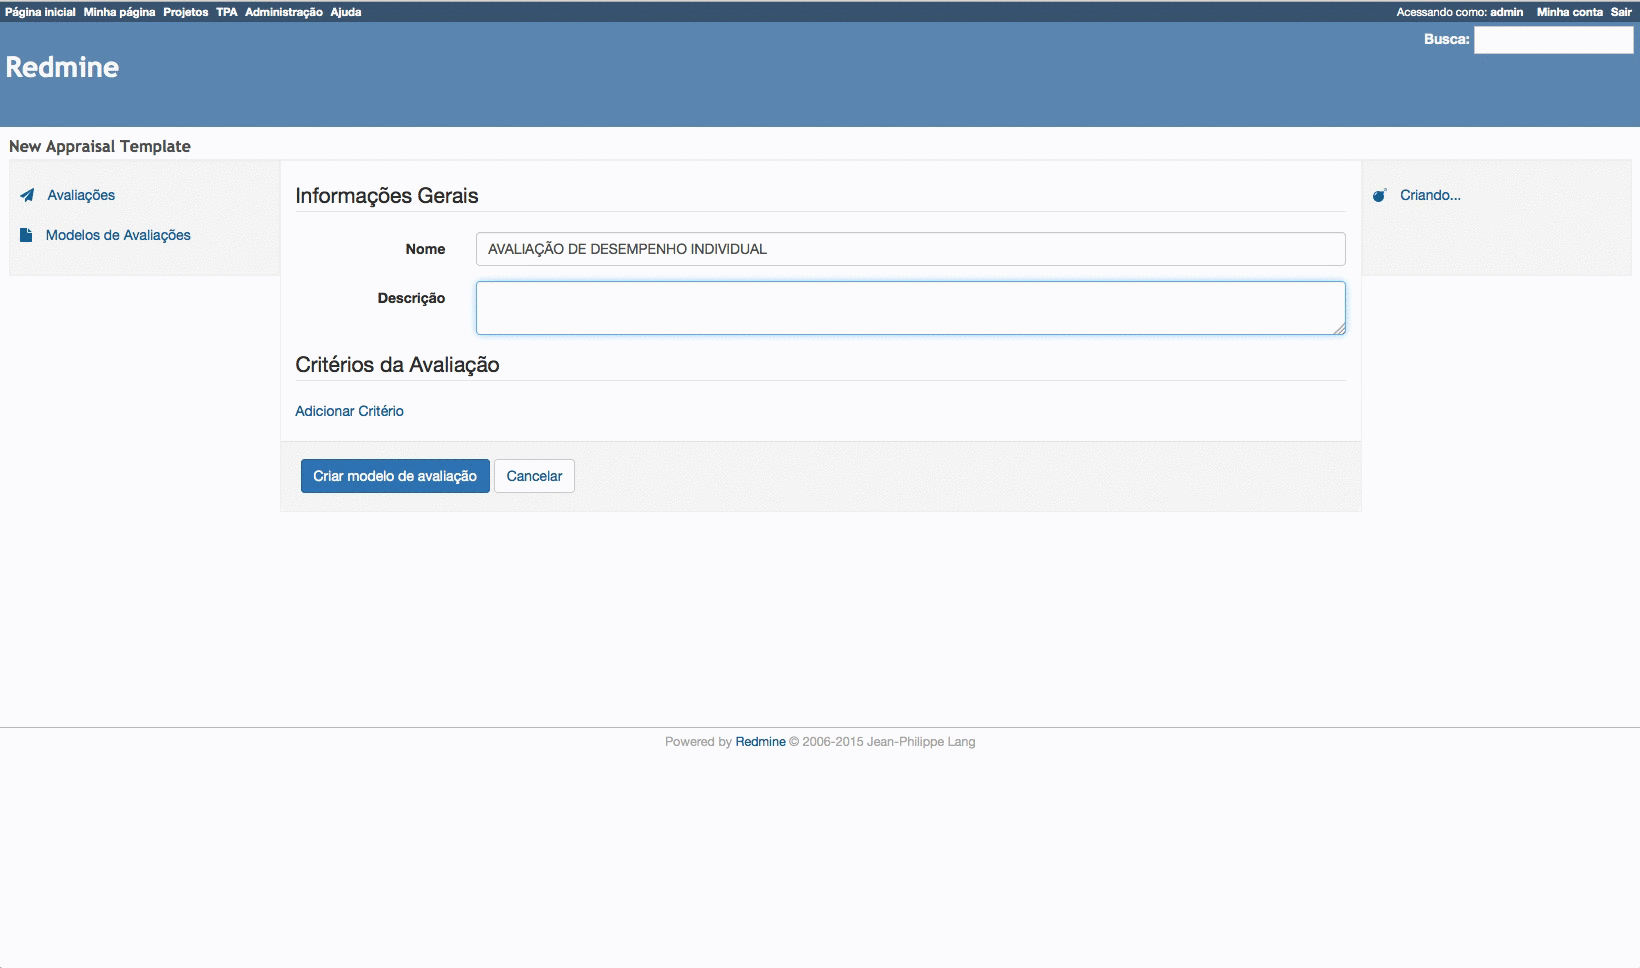 Página inicial Minha página Projetos TPA Administração Ajuda
Acessando como: admin Minha conta Sair
Busca:
Redmine
New Appraisal Template
Avaliações
Modelos de Avaliações
Informações Gerais
Nome AVALIAÇÃO DE DESEMPENHO INDIVIDUAL
Descrição
Critérios da Avaliação
Adicionar Critério
Criar modelo de avaliação Cancelar
Criando...
Powered by Redmine © 2006-2015 Jean-Philippe Lang